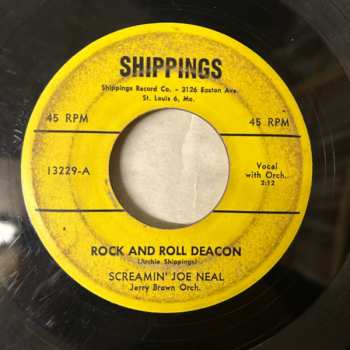 SHIPPINGS
Shippings Record Co. - 3126 Easton Ave.
St. Louis 6, Mo.
45 RPM 45 RPM
13229-A
Vocal
with Orch.
2:12
ROCK AND ROLL DEACON
(Archie Shippings)
SCREAMIN' JOE NEAL
Jerry Brown Orch.